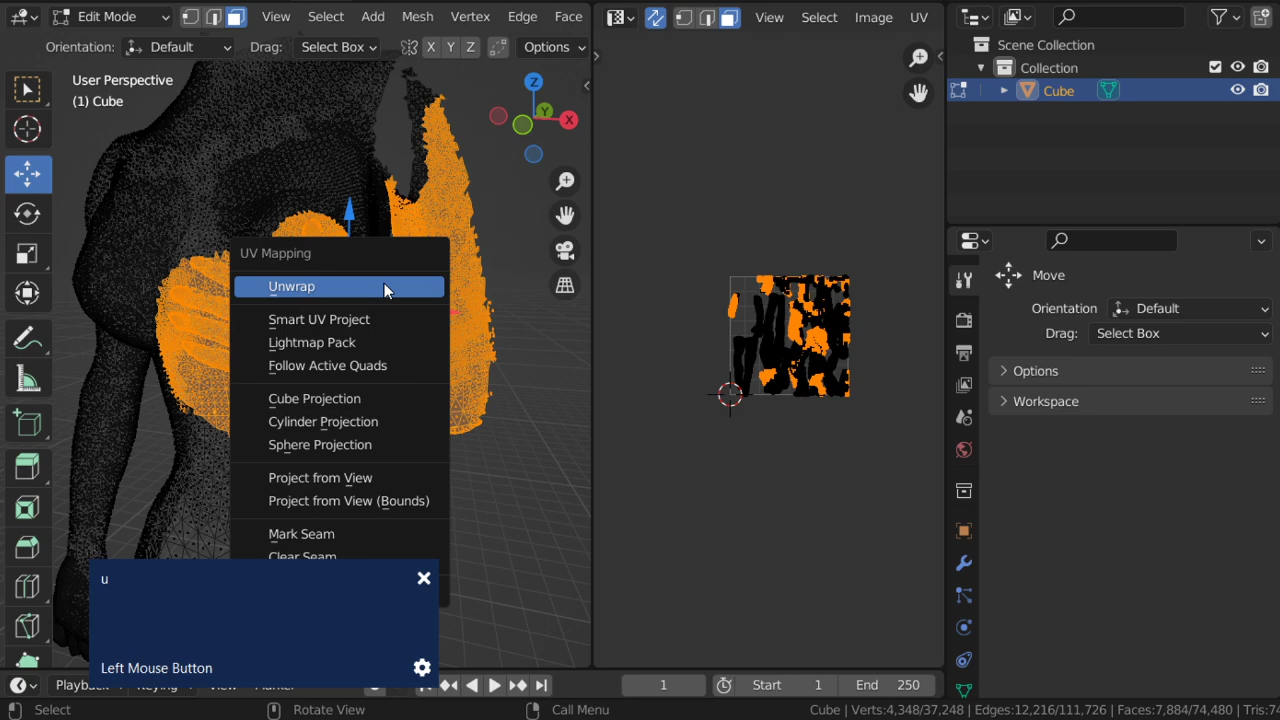 Edit Mode
View
Select
Add
Mesh
Vertex
Edge
Face
View
Select
Image
UV
Orientation:
Default
Drag:
Select Box
X
Y
Z
Options
Scene Collection
Collection
Cube
User Perspective
(1) Cube
Z
Y
X
UV Mapping
Unwrap
Smart UV Project
Lightmap Pack
Follow Active Quads
Cube Projection
Cylinder Projection
Sphere Projection
Project from View
Project from View (Bounds)
Mark Seam
Clear Seam
Move
Orientation
Default
Drag:
Select Box
Options
Workspace
u
Left Mouse Button
Playback
Keying
View
Marker
1
Start
1
End
250
Select
Rotate View
Call Menu
Cube | Verts:4,348/37,248 | Edges:12,216/111,726 | Faces:7,884/74,480 | Tris:74